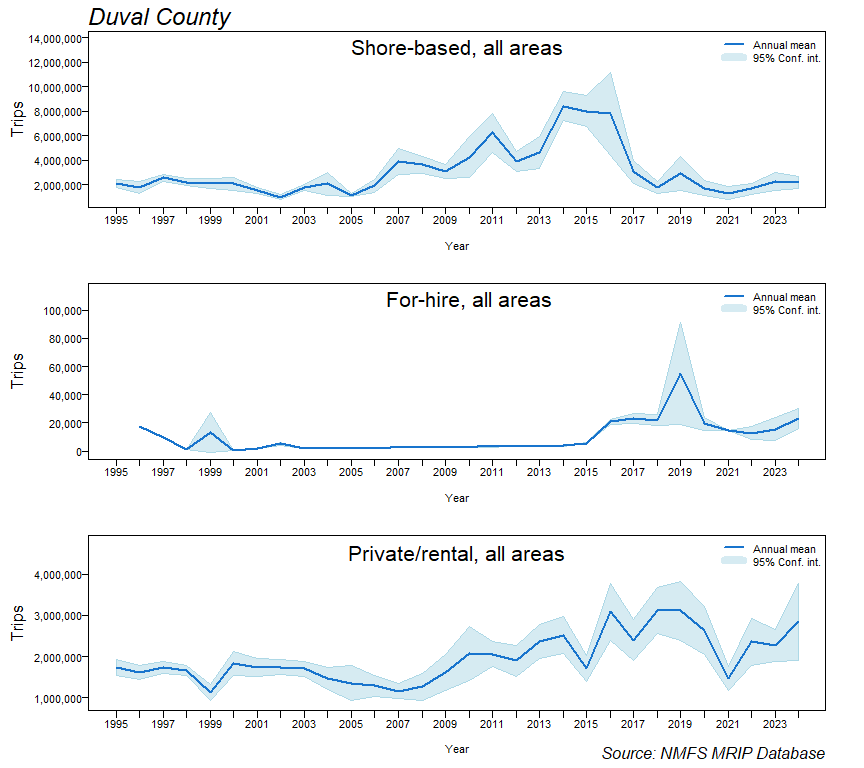 Duval County
Shore-based, all areas
Annual mean
95% Conf. int.
Trips
14,000,000
12,000,000
10,000,000
8,000,000
6,000,000
4,000,000
2,000,000
1995 1997 1999 2001 2003 2005 2007 2009 2011 2013 2015 2017 2019 2021 2023
Year
For-hire, all areas
Annual mean
95% Conf. int.
Trips
100,000
80,000
60,000
40,000
20,000
0
1995 1997 1999 2001 2003 2005 2007 2009 2011 2013 2015 2017 2019 2021 2023
Year
Private/rental, all areas
Annual mean
95% Conf. int.
Trips
4,000,000
3,000,000
2,000,000
1,000,000
1995 1997 1999 2001 2003 2005 2007 2009 2011 2013 2015 2017 2019 2021 2023
Year
Source: NMFS MRIP Database